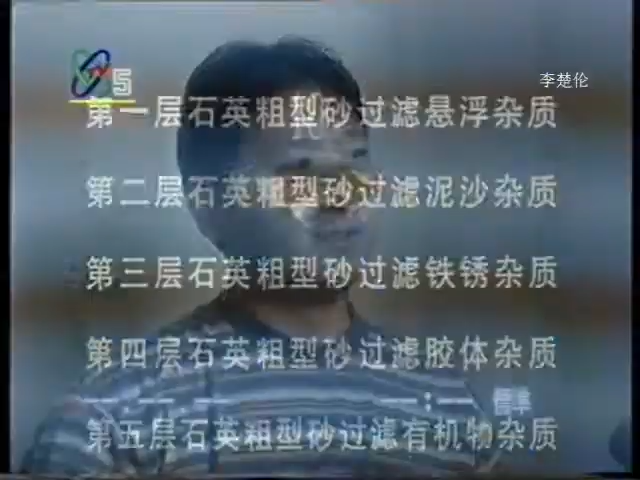 5
李楚伦
第一层石英粗型砂过滤悬浮杂质
第二层石英粗型砂过滤泥沙杂质
第三层石英粗型砂过滤铁锈杂质
第四层石英粗型砂过滤胶体杂质
第五层石英粗型砂过滤有机物杂质